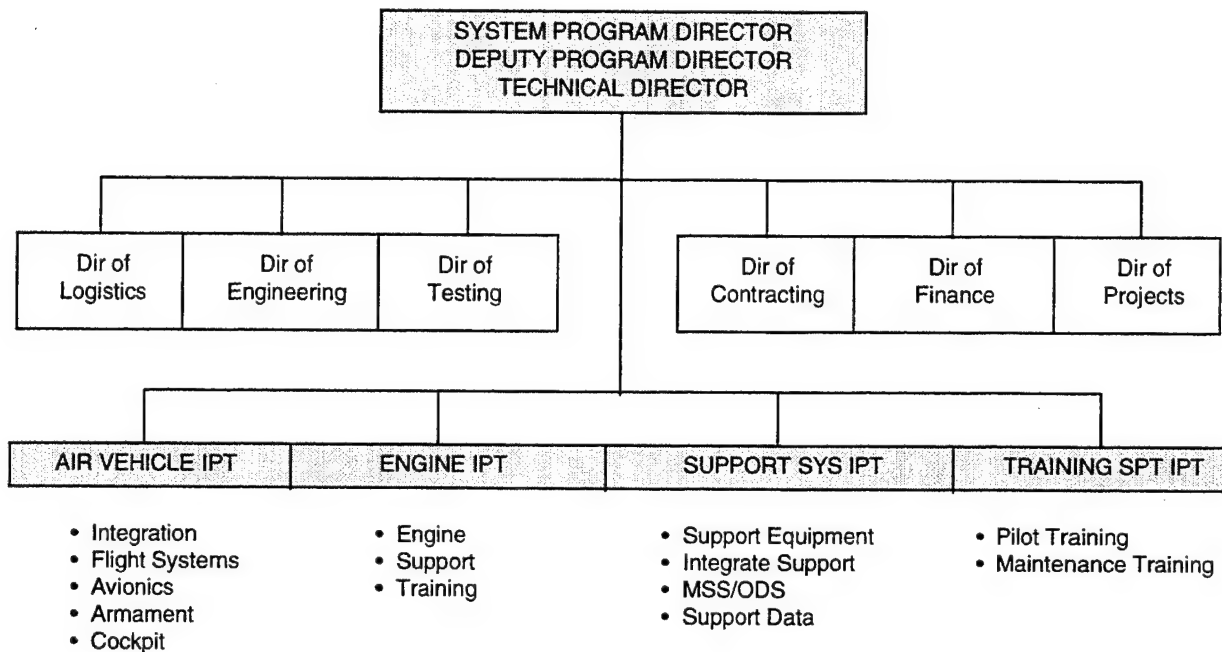 SYSTEM PROGRAM DIRECTOR
DEPUTY PROGRAM DIRECTOR
TECHNICAL DIRECTOR
Dir of
Logistics
Dir of
Engineering
Dir of
Testing
Dir of
Contracting
Dir of
Finance
Dir of
Projects
AIR VEHICLE IPT
ENGINE IPT
SUPPORT SYS IPT
TRAINING SPT IPT
• Integration
• Flight Systems
• Avionics
• Armament
• Cockpit
• Engine
• Support
• Training
• Support Equipment
• Integrate Support
• MSS/ODS
• Support Data
• Pilot Training
• Maintenance Training